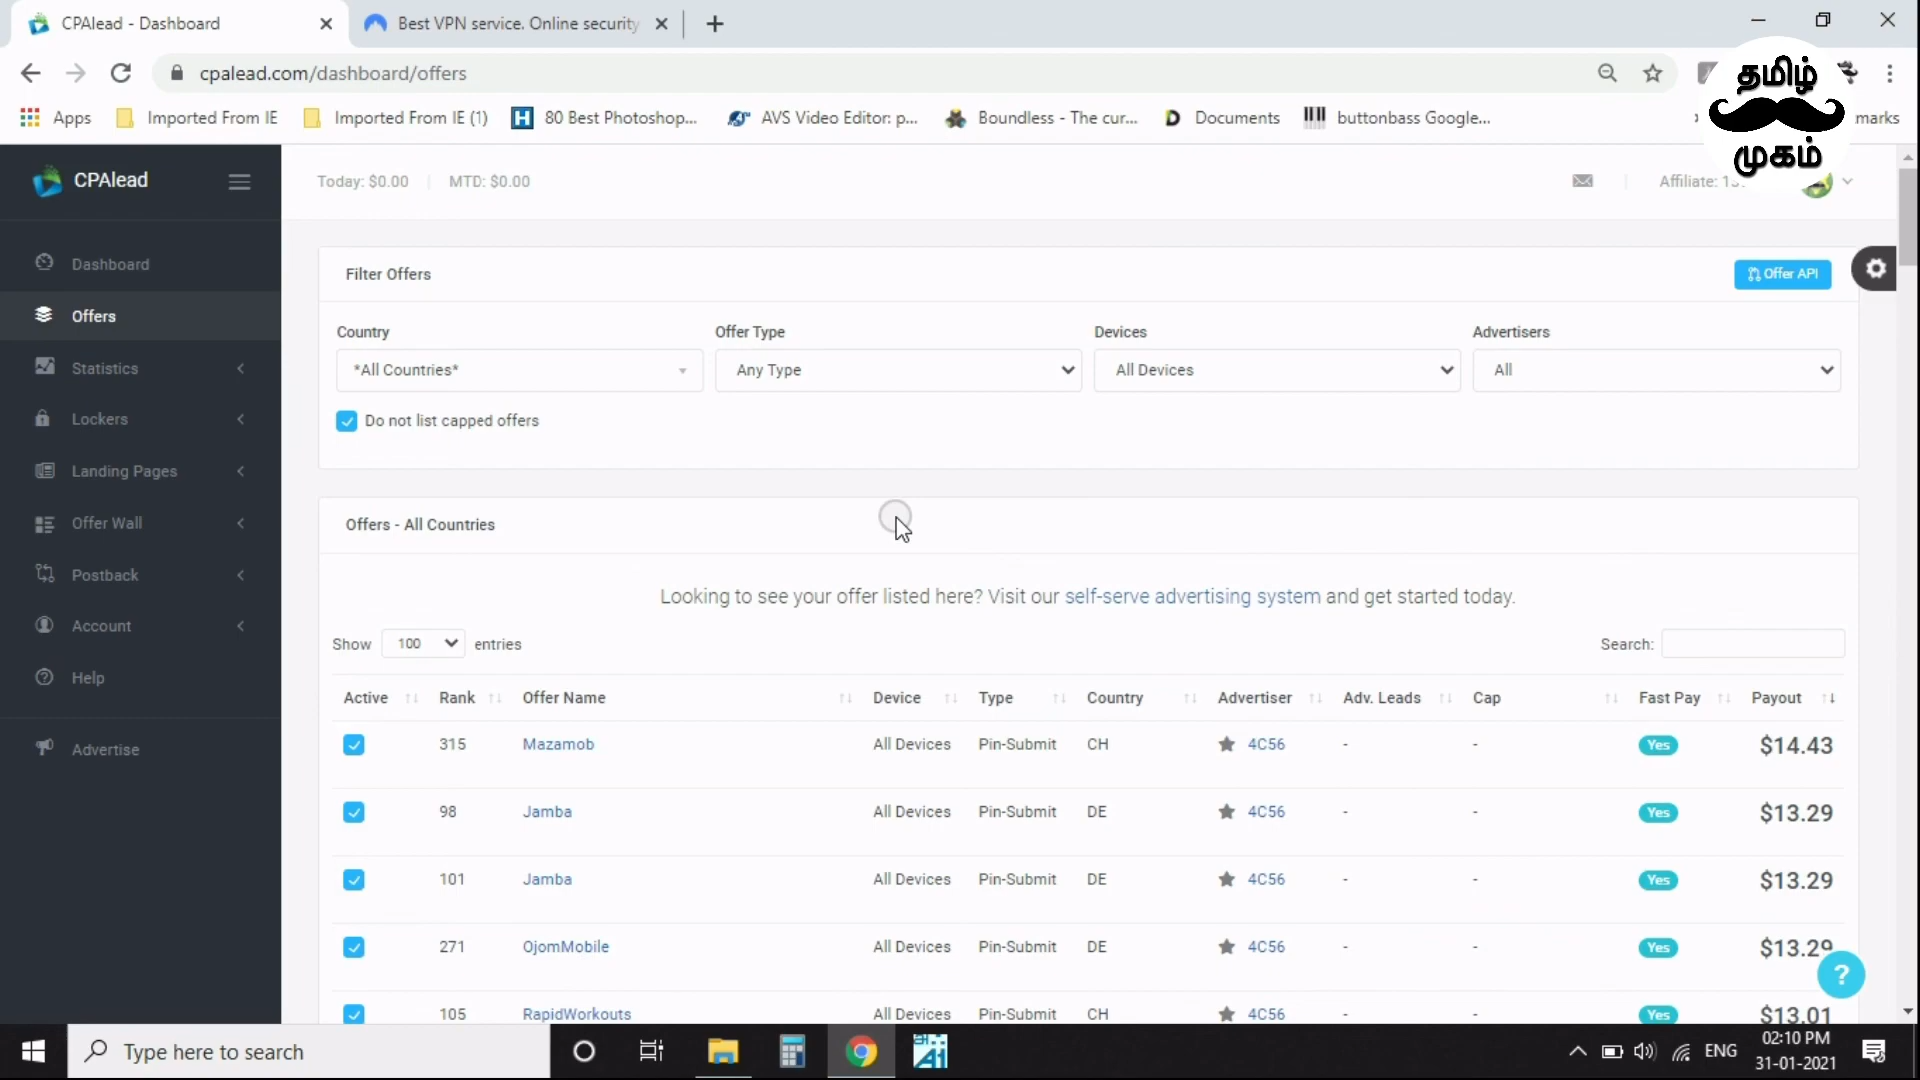 CPAlead - Dashboard
Best VPN service. Online security
cpalead.com/dashboard/offers
Apps
Imported From IE
Imported From IE (1)
80 Best Photoshop...
AVS Video Editor: p...
Boundless - The cur...
Documents
buttonbass Google...
marks
தமிழ்
முகம்
CPAlead
Today: $0.00
MTD: $0.00
Affiliate:
Dashboard
Offers
Statistics
Lockers
Landing Pages
Offer Wall
Postback
Account
Help
Advertise
Filter Offers
Offer API
Country
Offer Type
Devices
Advertisers
*All Countries*
Any Type
All Devices
All
Do not list capped offers
Offers - All Countries
Looking to see your offer listed here? Visit our self-serve advertising system and get started today.
Show 100 entries
Search:
Active Rank Offer Name Device Type Country Advertiser Adv. Leads Cap Fast Pay Payout
315 Mazamob All Devices Pin-Submit CH 4C56 - - Yes $14.43
98 Jamba All Devices Pin-Submit DE 4C56 - - Yes $13.29
101 Jamba All Devices Pin-Submit DE 4C56 - - Yes $13.29
271 OjomMobile All Devices Pin-Submit DE 4C56 - - Yes $13.29
105 RapidWorkouts All Devices Pin-Submit CH 4C56 - - Yes $13.01
?
Type here to search
ENG
02:10 PM
31-01-2021